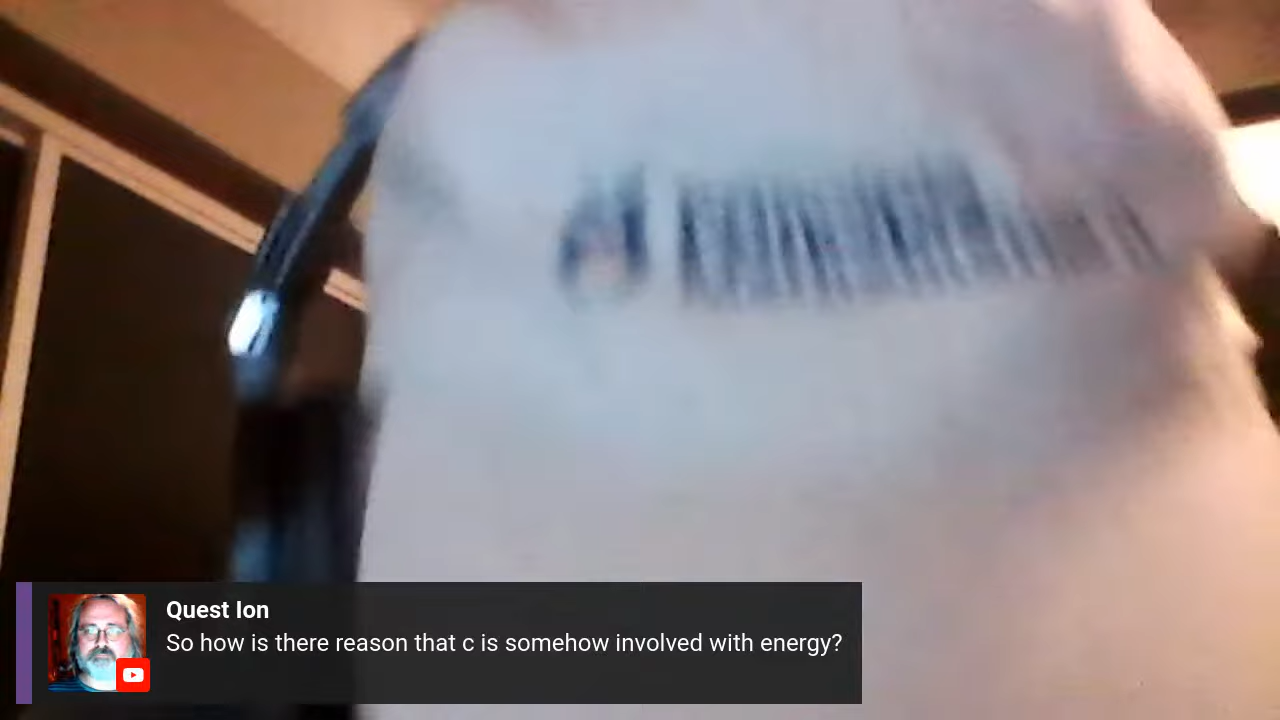 Quest Ion
So how is there reason that c is somehow involved with energy?